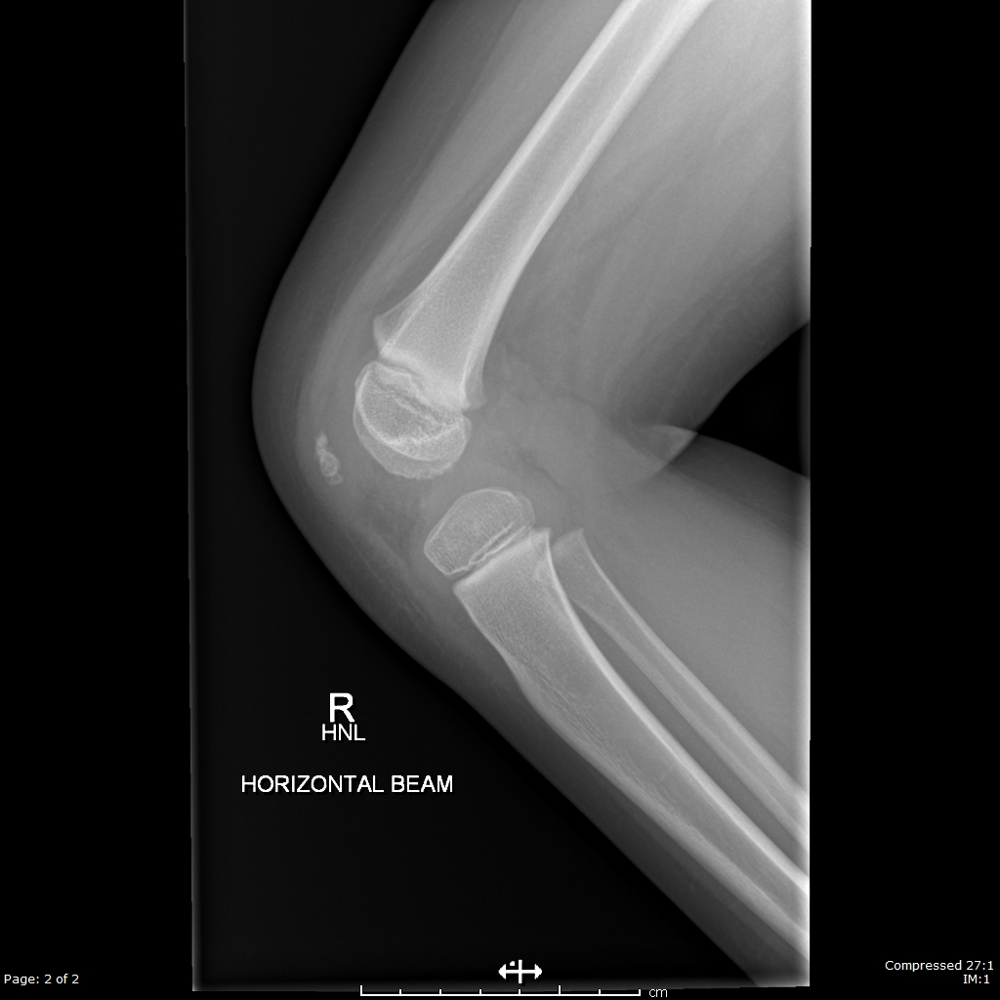 R
HNL
HORIZONTAL BEAM
cm
Page: 2 of 2
Compressed 27:1
IM:1